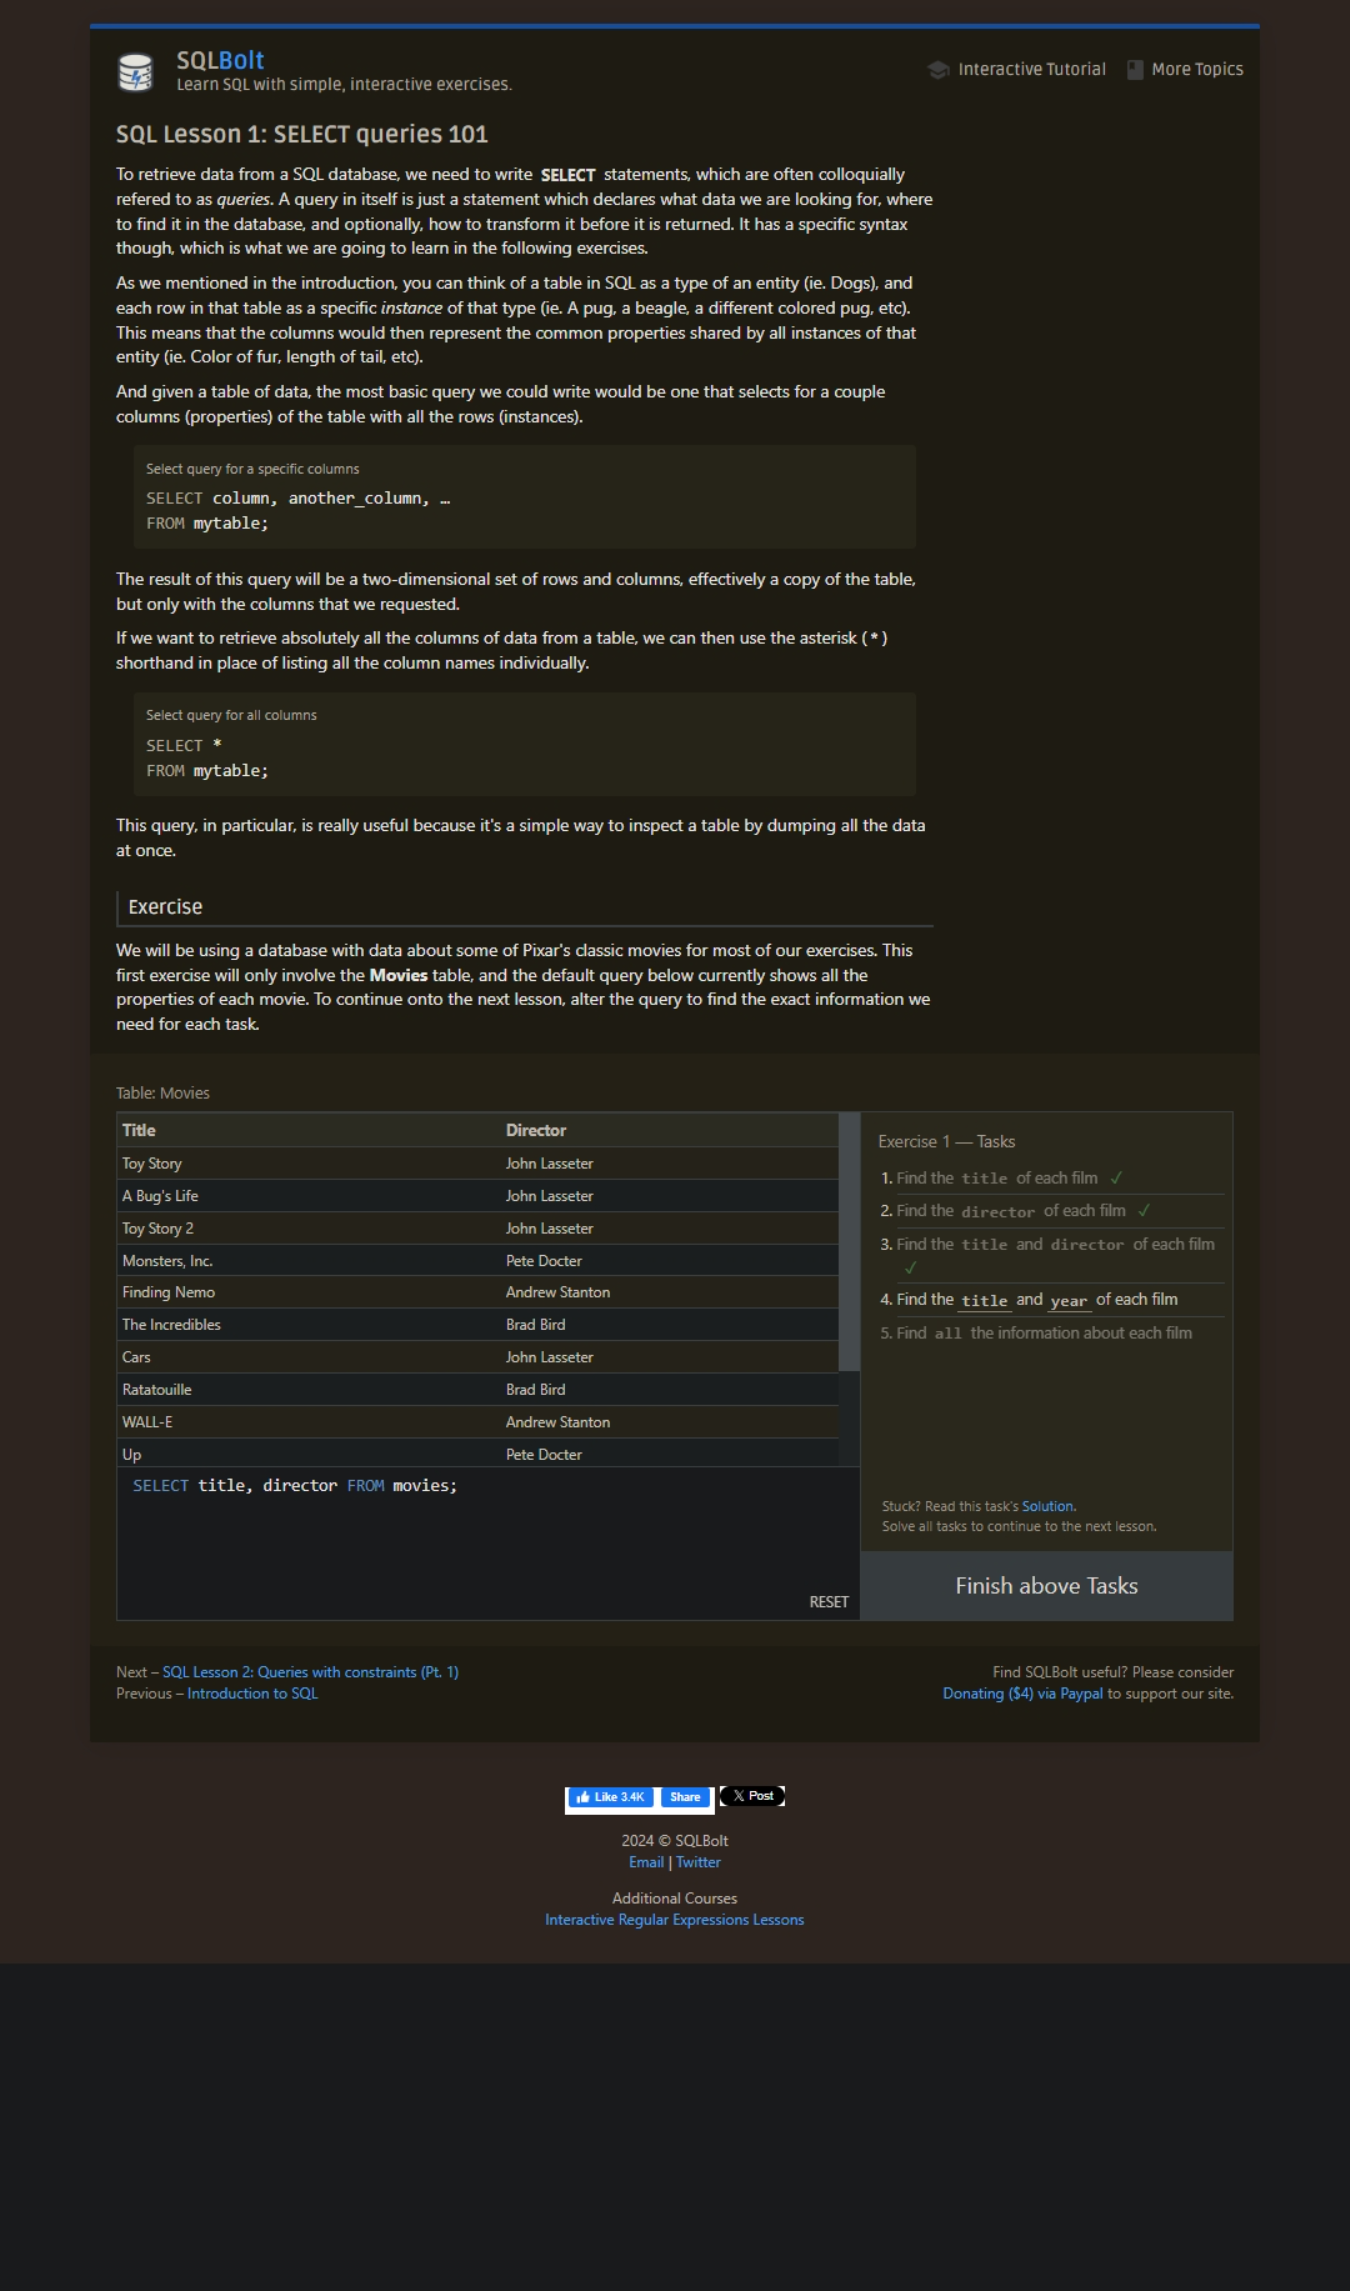 SQLBolt
Learn SQL with simple, interactive exercises.
Interactive Tutorial
More Topics
SQL Lesson 1: SELECT queries 101
To retrieve data from a SQL database, we need to write SELECT statements, which are often colloquially
refered to as queries. A query in itself is just a statement which declares what data we are looking for, where
to find it in the database, and optionally, how to transform it before it is returned. It has a specific syntax
though, which is what we are going to learn in the following exercises.
As we mentioned in the introduction, you can think of a table in SQL as a type of an entity (ie. Dogs), and
each row in that table as a specific instance of that type (ie. A pug, a beagle, a different colored pug, etc).
This means that the columns would then represent the common properties shared by all instances of that
entity (ie. Color of fur, length of tail, etc).
And given a table of data, the most basic query we could write would be one that selects for a couple
columns (properties) of the table with all the rows (instances).
Select query for a specific columns
SELECT column, another_column, …
FROM mytable;
The result of this query will be a two-dimensional set of rows and columns, effectively a copy of the table,
but only with the columns that we requested.
If we want to retrieve absolutely all the columns of data from a table, we can then use the asterisk (*)
shorthand in place of listing all the column names individually.
Select query for all columns
SELECT *
FROM mytable;
This query, in particular, is really useful because it's a simple way to inspect a table by dumping all the data
at once.
Exercise
We will be using a database with data about some of Pixar's classic movies for most of our exercises. This
first exercise will only involve the Movies table, and the default query below currently shows all the
properties of each movie. To continue onto the next lesson, alter the query to find the exact information we
need for each task.
Table: Movies
Title Director
Toy Story John Lasseter
A Bug's Life John Lasseter
Toy Story 2 John Lasseter
Monsters, Inc. Pete Docter
Finding Nemo Andrew Stanton
The Incredibles Brad Bird
Cars John Lasseter
Ratatouille Brad Bird
WALL-E Andrew Stanton
Up Pete Docter
SELECT title, director FROM movies;
RESET
Exercise 1 — Tasks
1. Find the title of each film ✓
2. Find the director of each film ✓
3. Find the title and director of each film
✓
4. Find the title and year of each film
5. Find all the information about each film
Stuck? Read this task's Solution.
Solve all tasks to continue to the next lesson.
Finish above Tasks
Next – SQL Lesson 2: Queries with constraints (Pt. 1)
Previous – Introduction to SQL
Find SQLBolt useful? Please consider
Donating ($4) via Paypal to support our site.
Like 3.4K
Share
X Post
2024 © SQLBolt
Email | Twitter
Additional Courses
Interactive Regular Expressions Lessons